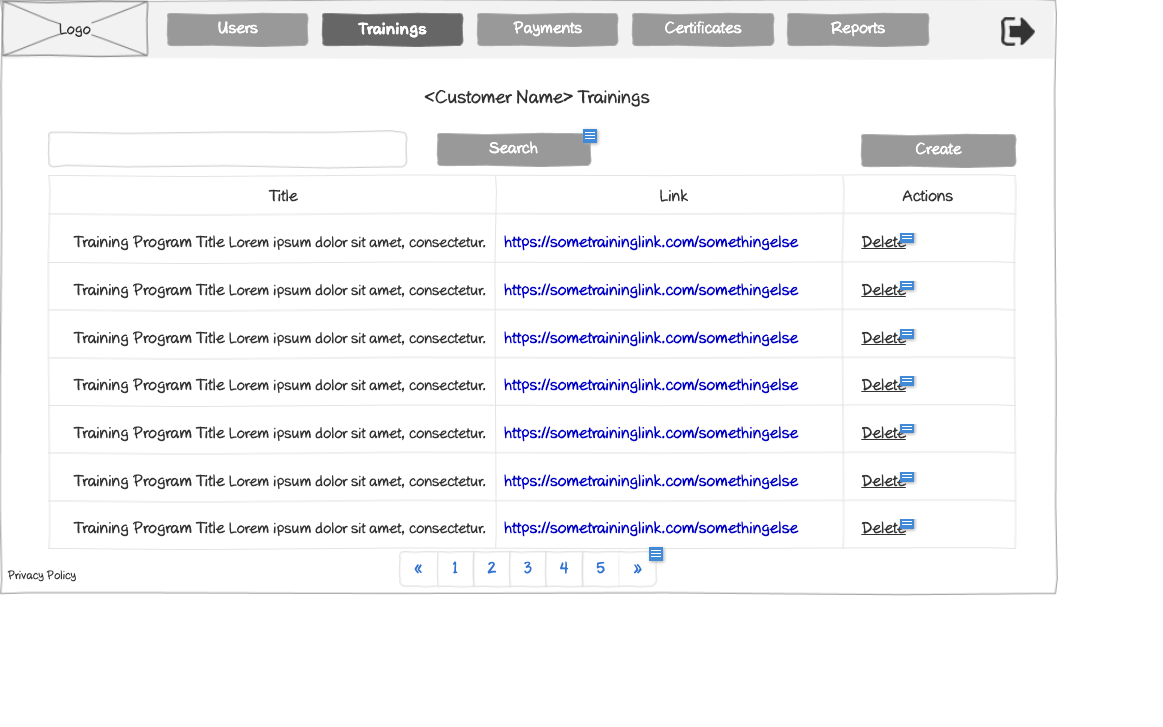 Logo Users Trainings Payments Certificates Reports
<Customer Name> Trainings
Search Create
Title Link Actions
Training Program Title Lorem ipsum dolor sit amet, consectetur. https://sometraininglink.com/somethingelse Delete
Training Program Title Lorem ipsum dolor sit amet, consectetur. https://sometraininglink.com/somethingelse Delete
Training Program Title Lorem ipsum dolor sit amet, consectetur. https://sometraininglink.com/somethingelse Delete
Training Program Title Lorem ipsum dolor sit amet, consectetur. https://sometraininglink.com/somethingelse Delete
Training Program Title Lorem ipsum dolor sit amet, consectetur. https://sometraininglink.com/somethingelse Delete
Training Program Title Lorem ipsum dolor sit amet, consectetur. https://sometraininglink.com/somethingelse Delete
Training Program Title Lorem ipsum dolor sit amet, consectetur. https://sometraininglink.com/somethingelse Delete
« 1 2 3 4 5 »
Privacy Policy